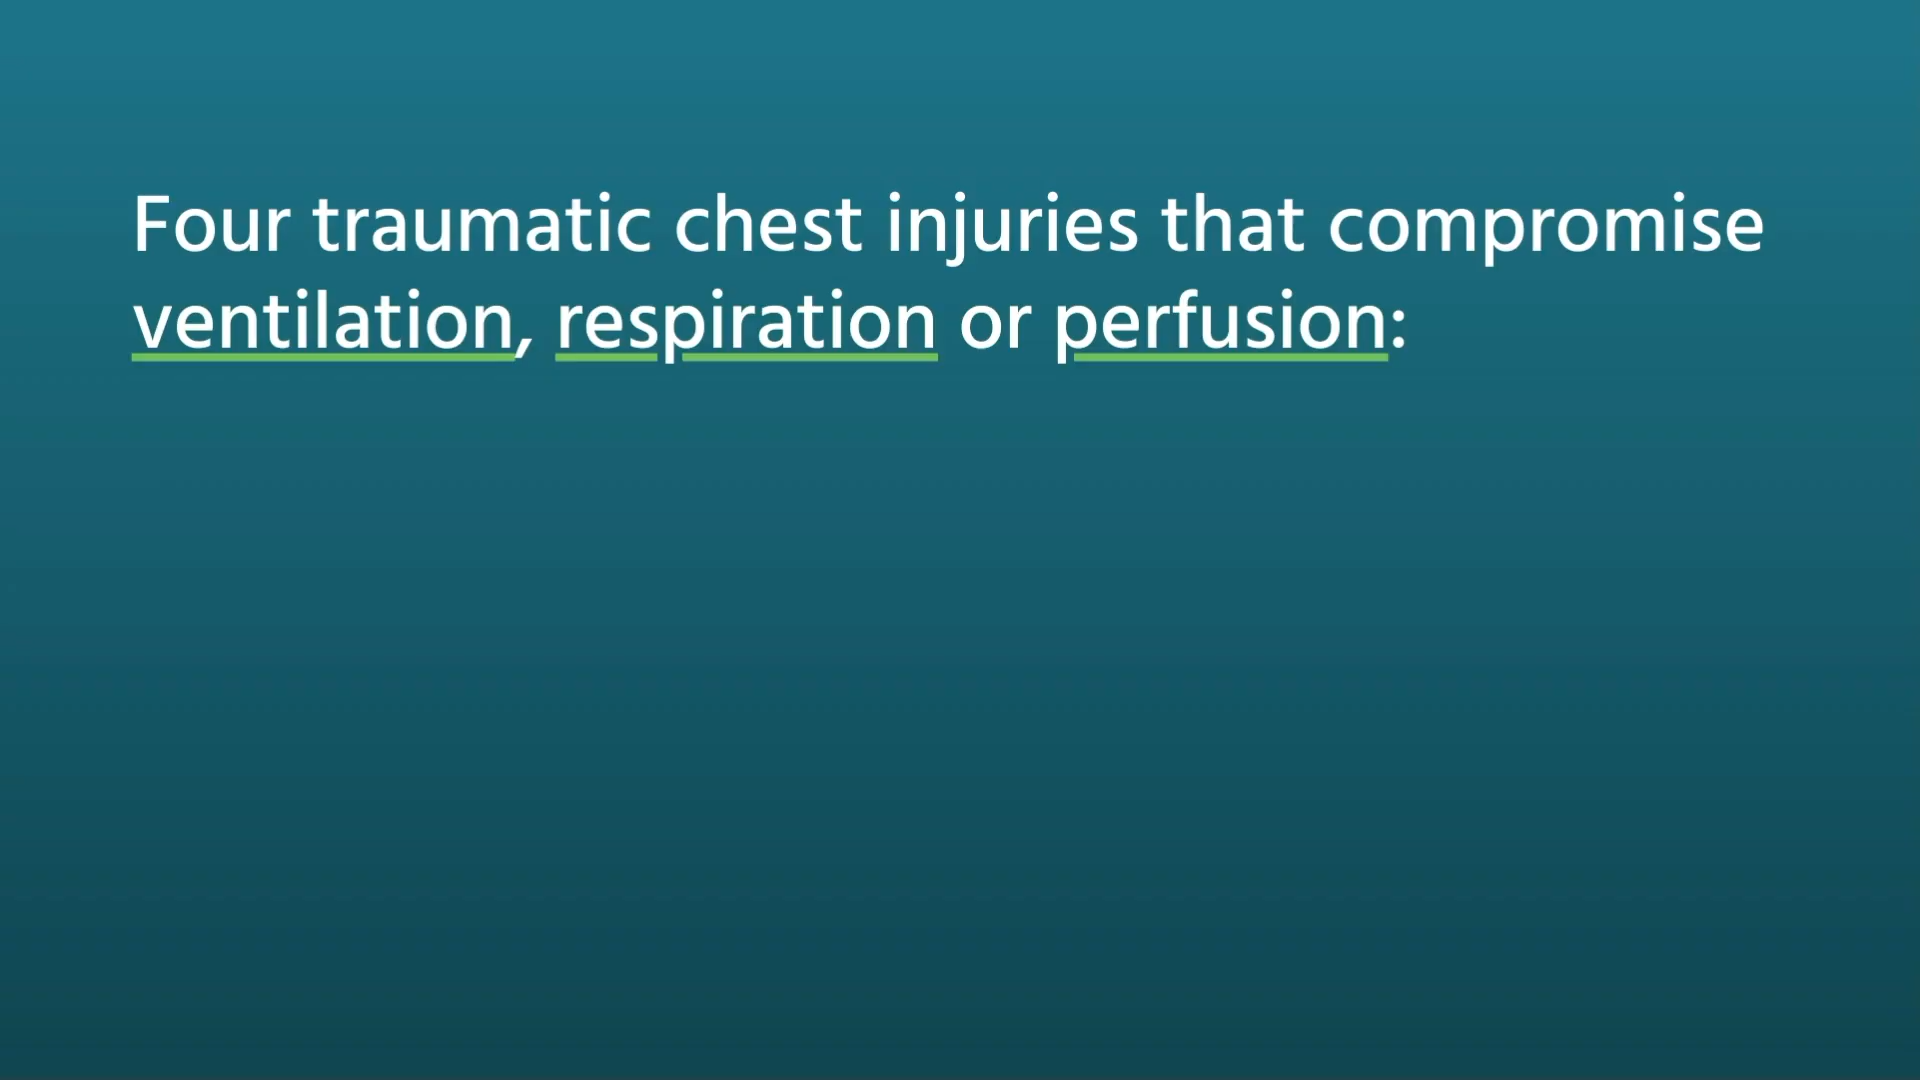 Four traumatic chest injuries that compromise
ventilation, respiration or perfusion: